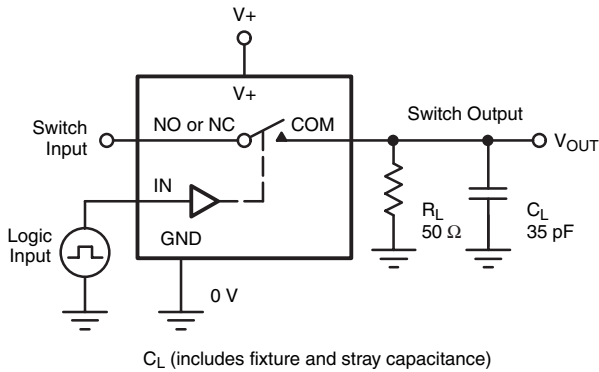 V+
V+
Switch Input
NO or NC
COM
Switch Output
V_OUT
IN
Logic Input
GND
0 V
R_L
50 Ω
C_L
35 pF
C_L (includes fixture and stray capacitance)